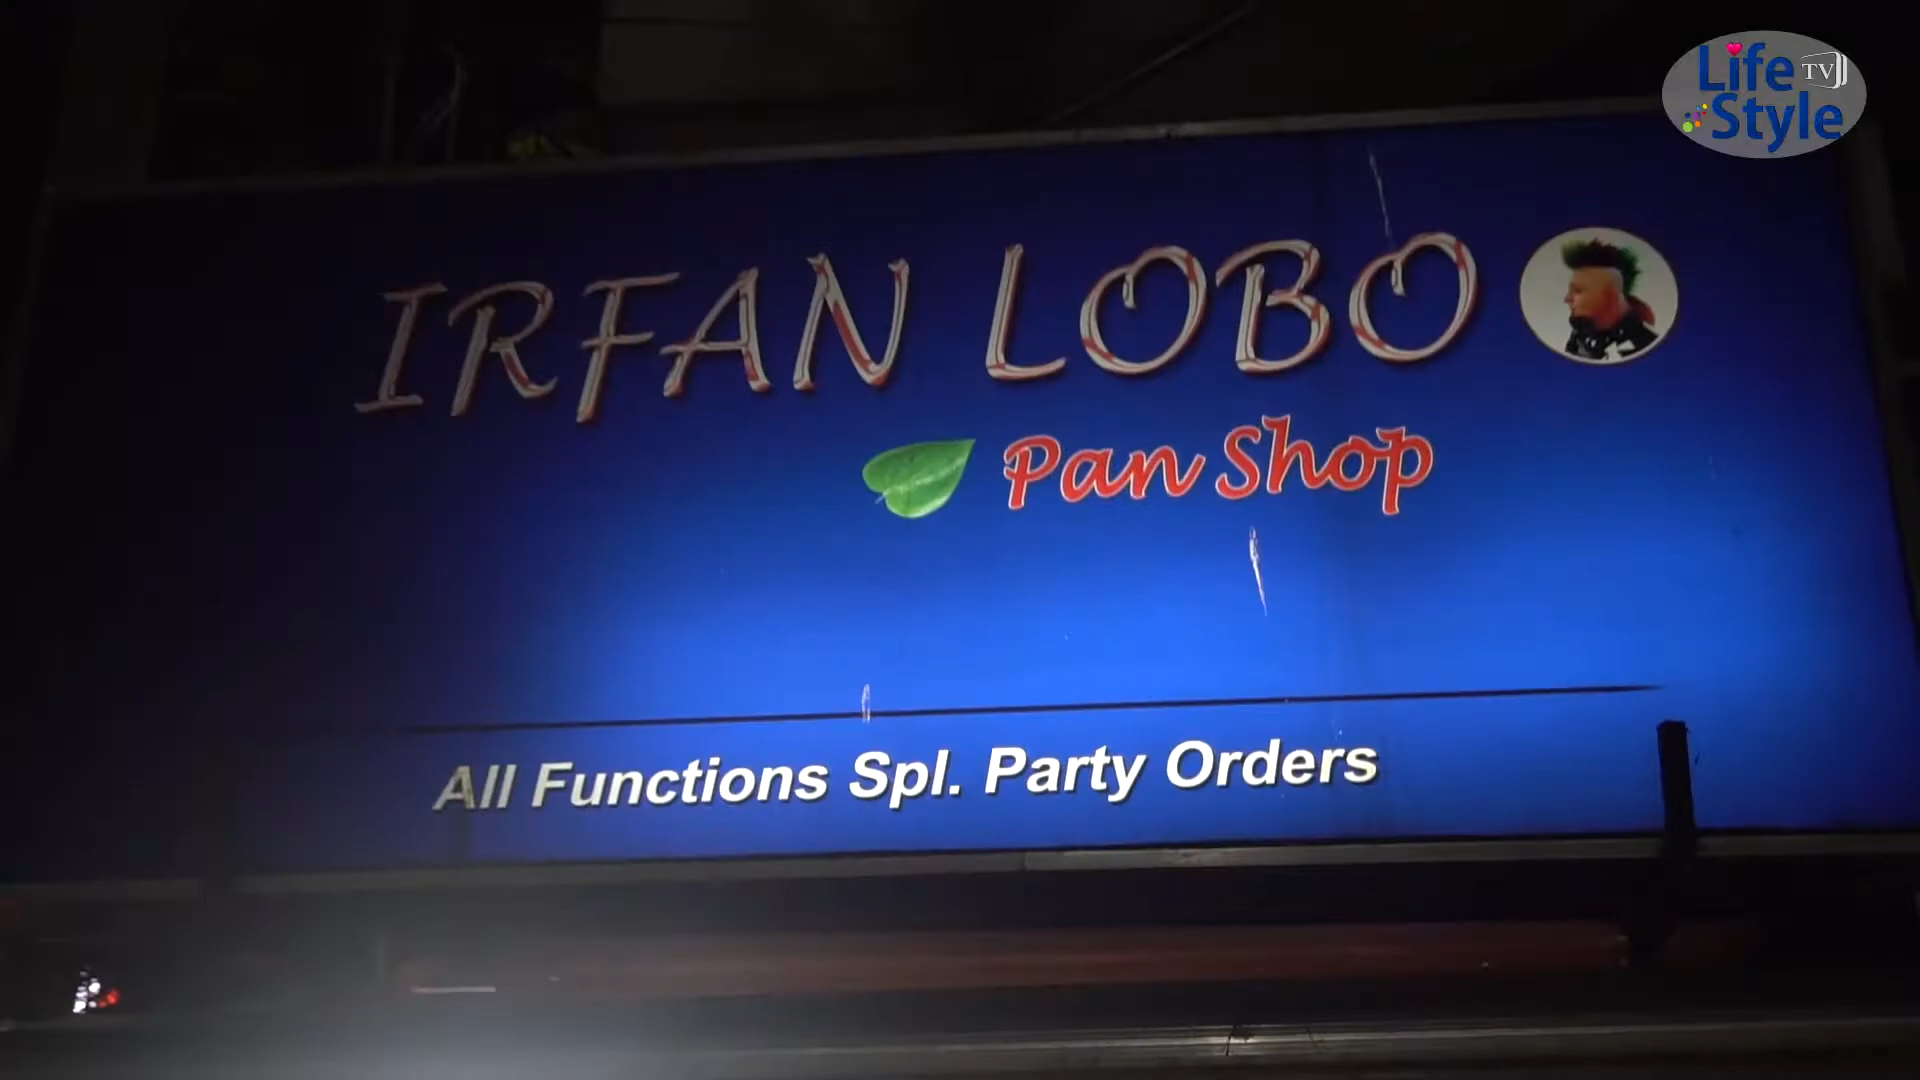 Life TV
Style
IRFAN LOBO
Pan Shop
All Functions Spl. Party Orders